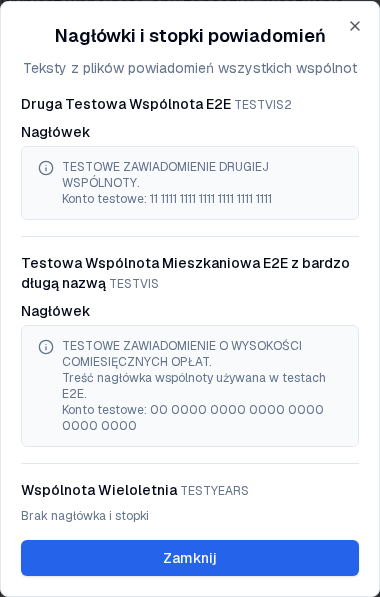 Nagłówki i stopki powiadomień
Teksty z plików powiadomień wszystkich wspólnot
Druga Testowa Wspólnota E2E TESTVIS2
Nagłówek
TESTOWE ZAWIADOMIENIE DRUGIEJ
WSPÓLNOTY.
Konto testowe: 11 1111 1111 1111 1111 1111 1111
Testowa Wspólnota Mieszkaniowa E2E z bardzo
długą nazwą TESTVIS
Nagłówek
TESTOWE ZAWIADOMIENIE O WYSOKOŚCI
COMIESIĘCZNYCH OPŁAT.
Treść nagłówka wspólnoty używana w testach
E2E.
Konto testowe: 00 0000 0000 0000 0000
0000 0000
Wspólnota Wieloletnia TESTYEARS
Brak nagłówka i stopki
Zamknij